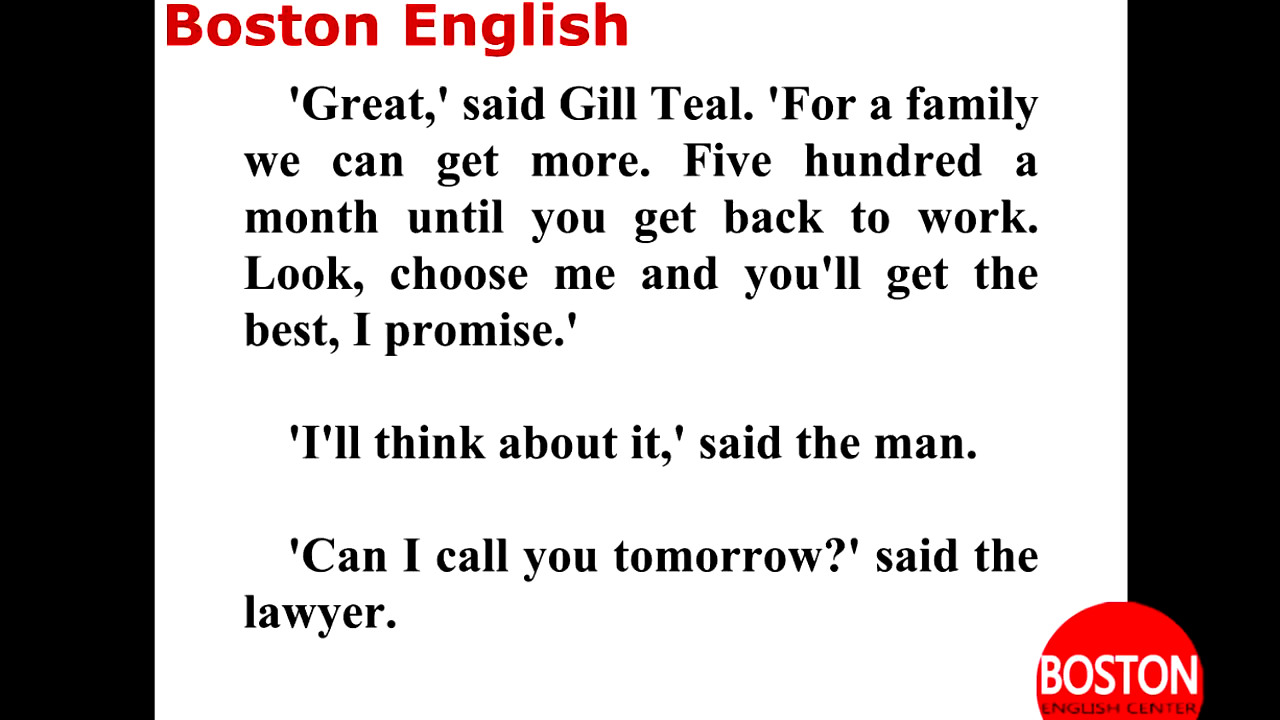 Boston English
'Great,' said Gill Teal. 'For a family
we can get more. Five hundred a
month until you get back to work.
Look, choose me and you'll get the
best, I promise.'
'I'll think about it,' said the man.
'Can I call you tomorrow?' said the
lawyer.
BOSTON
ENGLISH CENTER